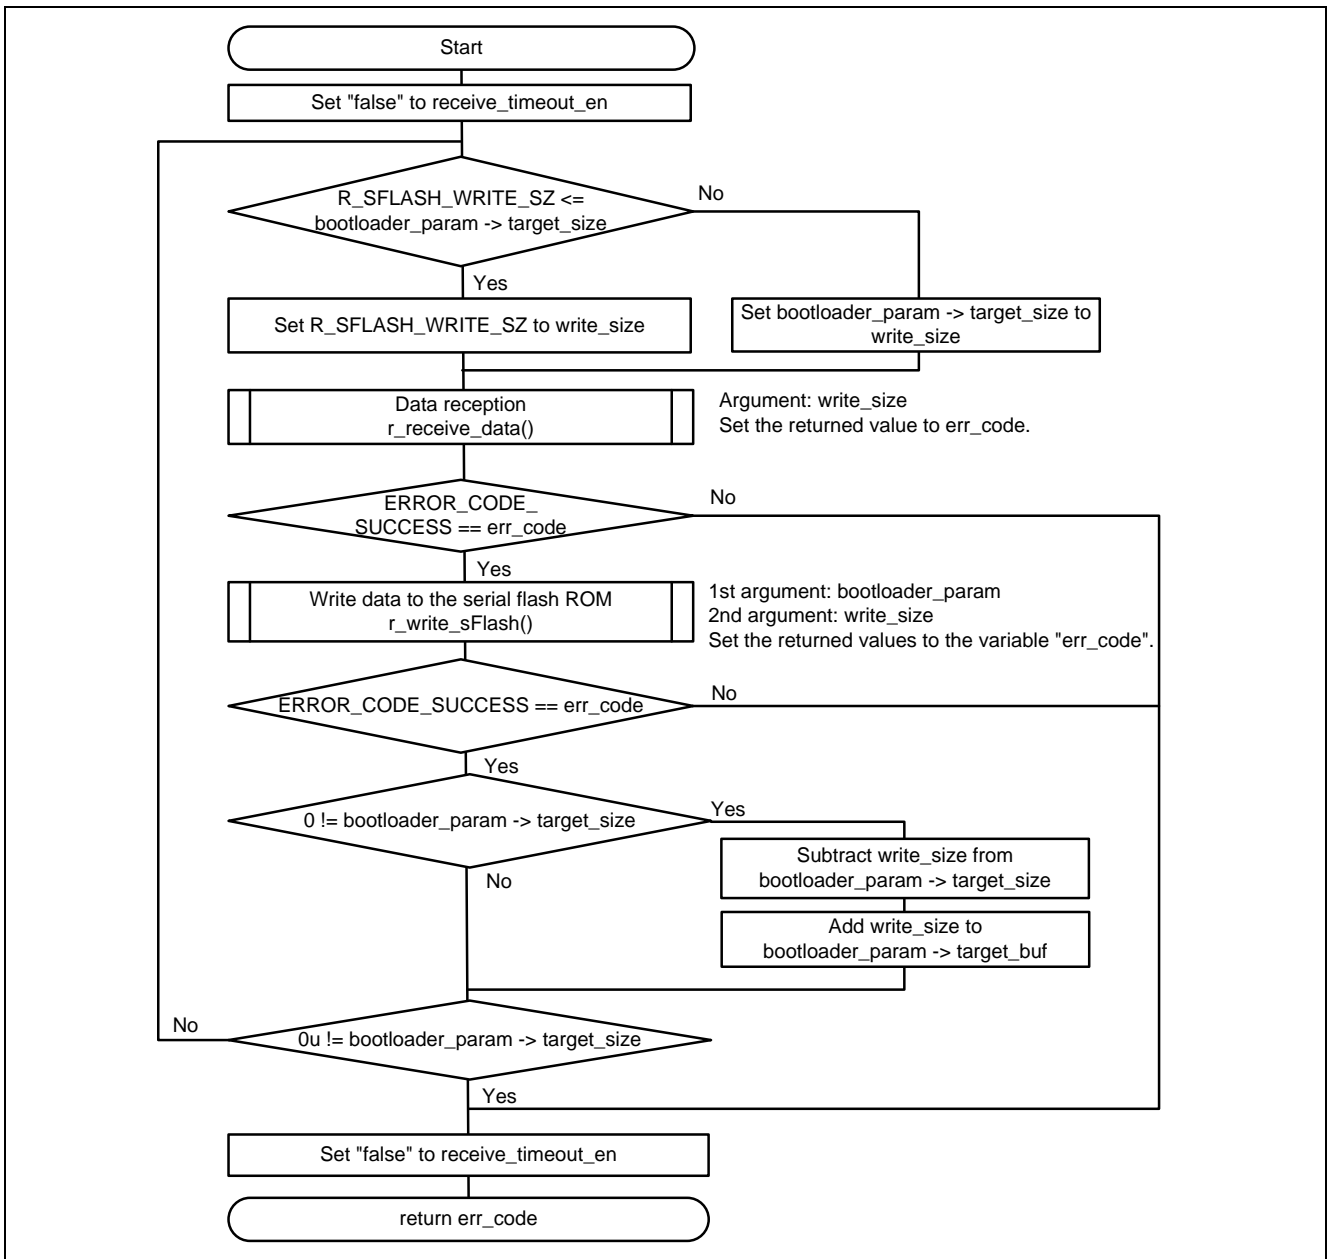 Start
Set "false" to receive_timeout_en
R_SFLASH_WRITE_SZ <=
bootloader_param -> target_size
No
Yes
Set R_SFLASH_WRITE_SZ to write_size
Set bootloader_param -> target_size to
write_size
Data reception
r_receive_data()
Argument: write_size
Set the returned value to err_code.
ERROR_CODE_
SUCCESS == err_code
No
Yes
Write data to the serial flash ROM
r_write_sFlash()
1st argument: bootloader_param
2nd argument: write_size
Set the returned values to the variable "err_code".
ERROR_CODE_SUCCESS == err_code
No
Yes
0 != bootloader_param -> target_size
Yes
Subtract write_size from
bootloader_param -> target_size
No
Add write_size to
bootloader_param -> target_buf
No
0u != bootloader_param -> target_size
Yes
Set "false" to receive_timeout_en
return err_code